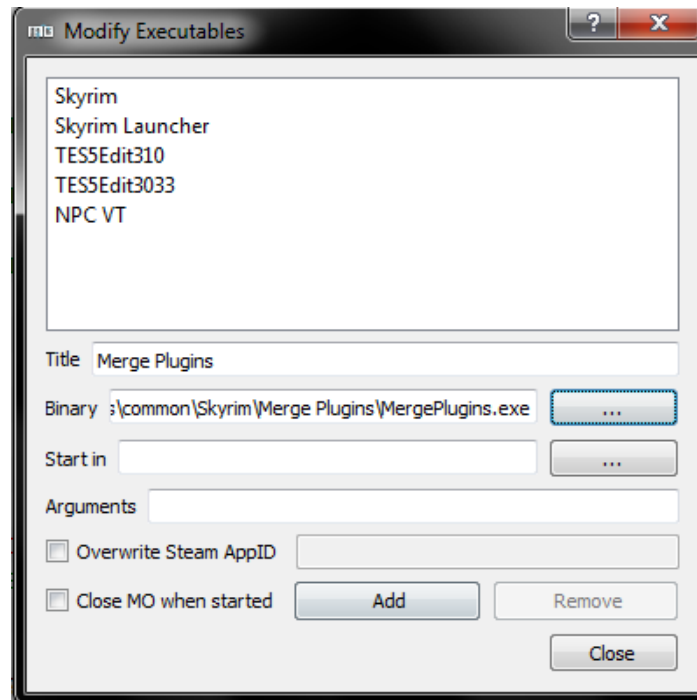 Modify Executables
?
X
Skyrim
Skyrim Launcher
TES5Edit310
TES5Edit3033
NPC VT
Title Merge Plugins
Binary s\common\Skyrim\Merge Plugins\MergePlugins.exe ...
Start in ...
Arguments
Overwrite Steam AppID
Close MO when started Add Remove
Close